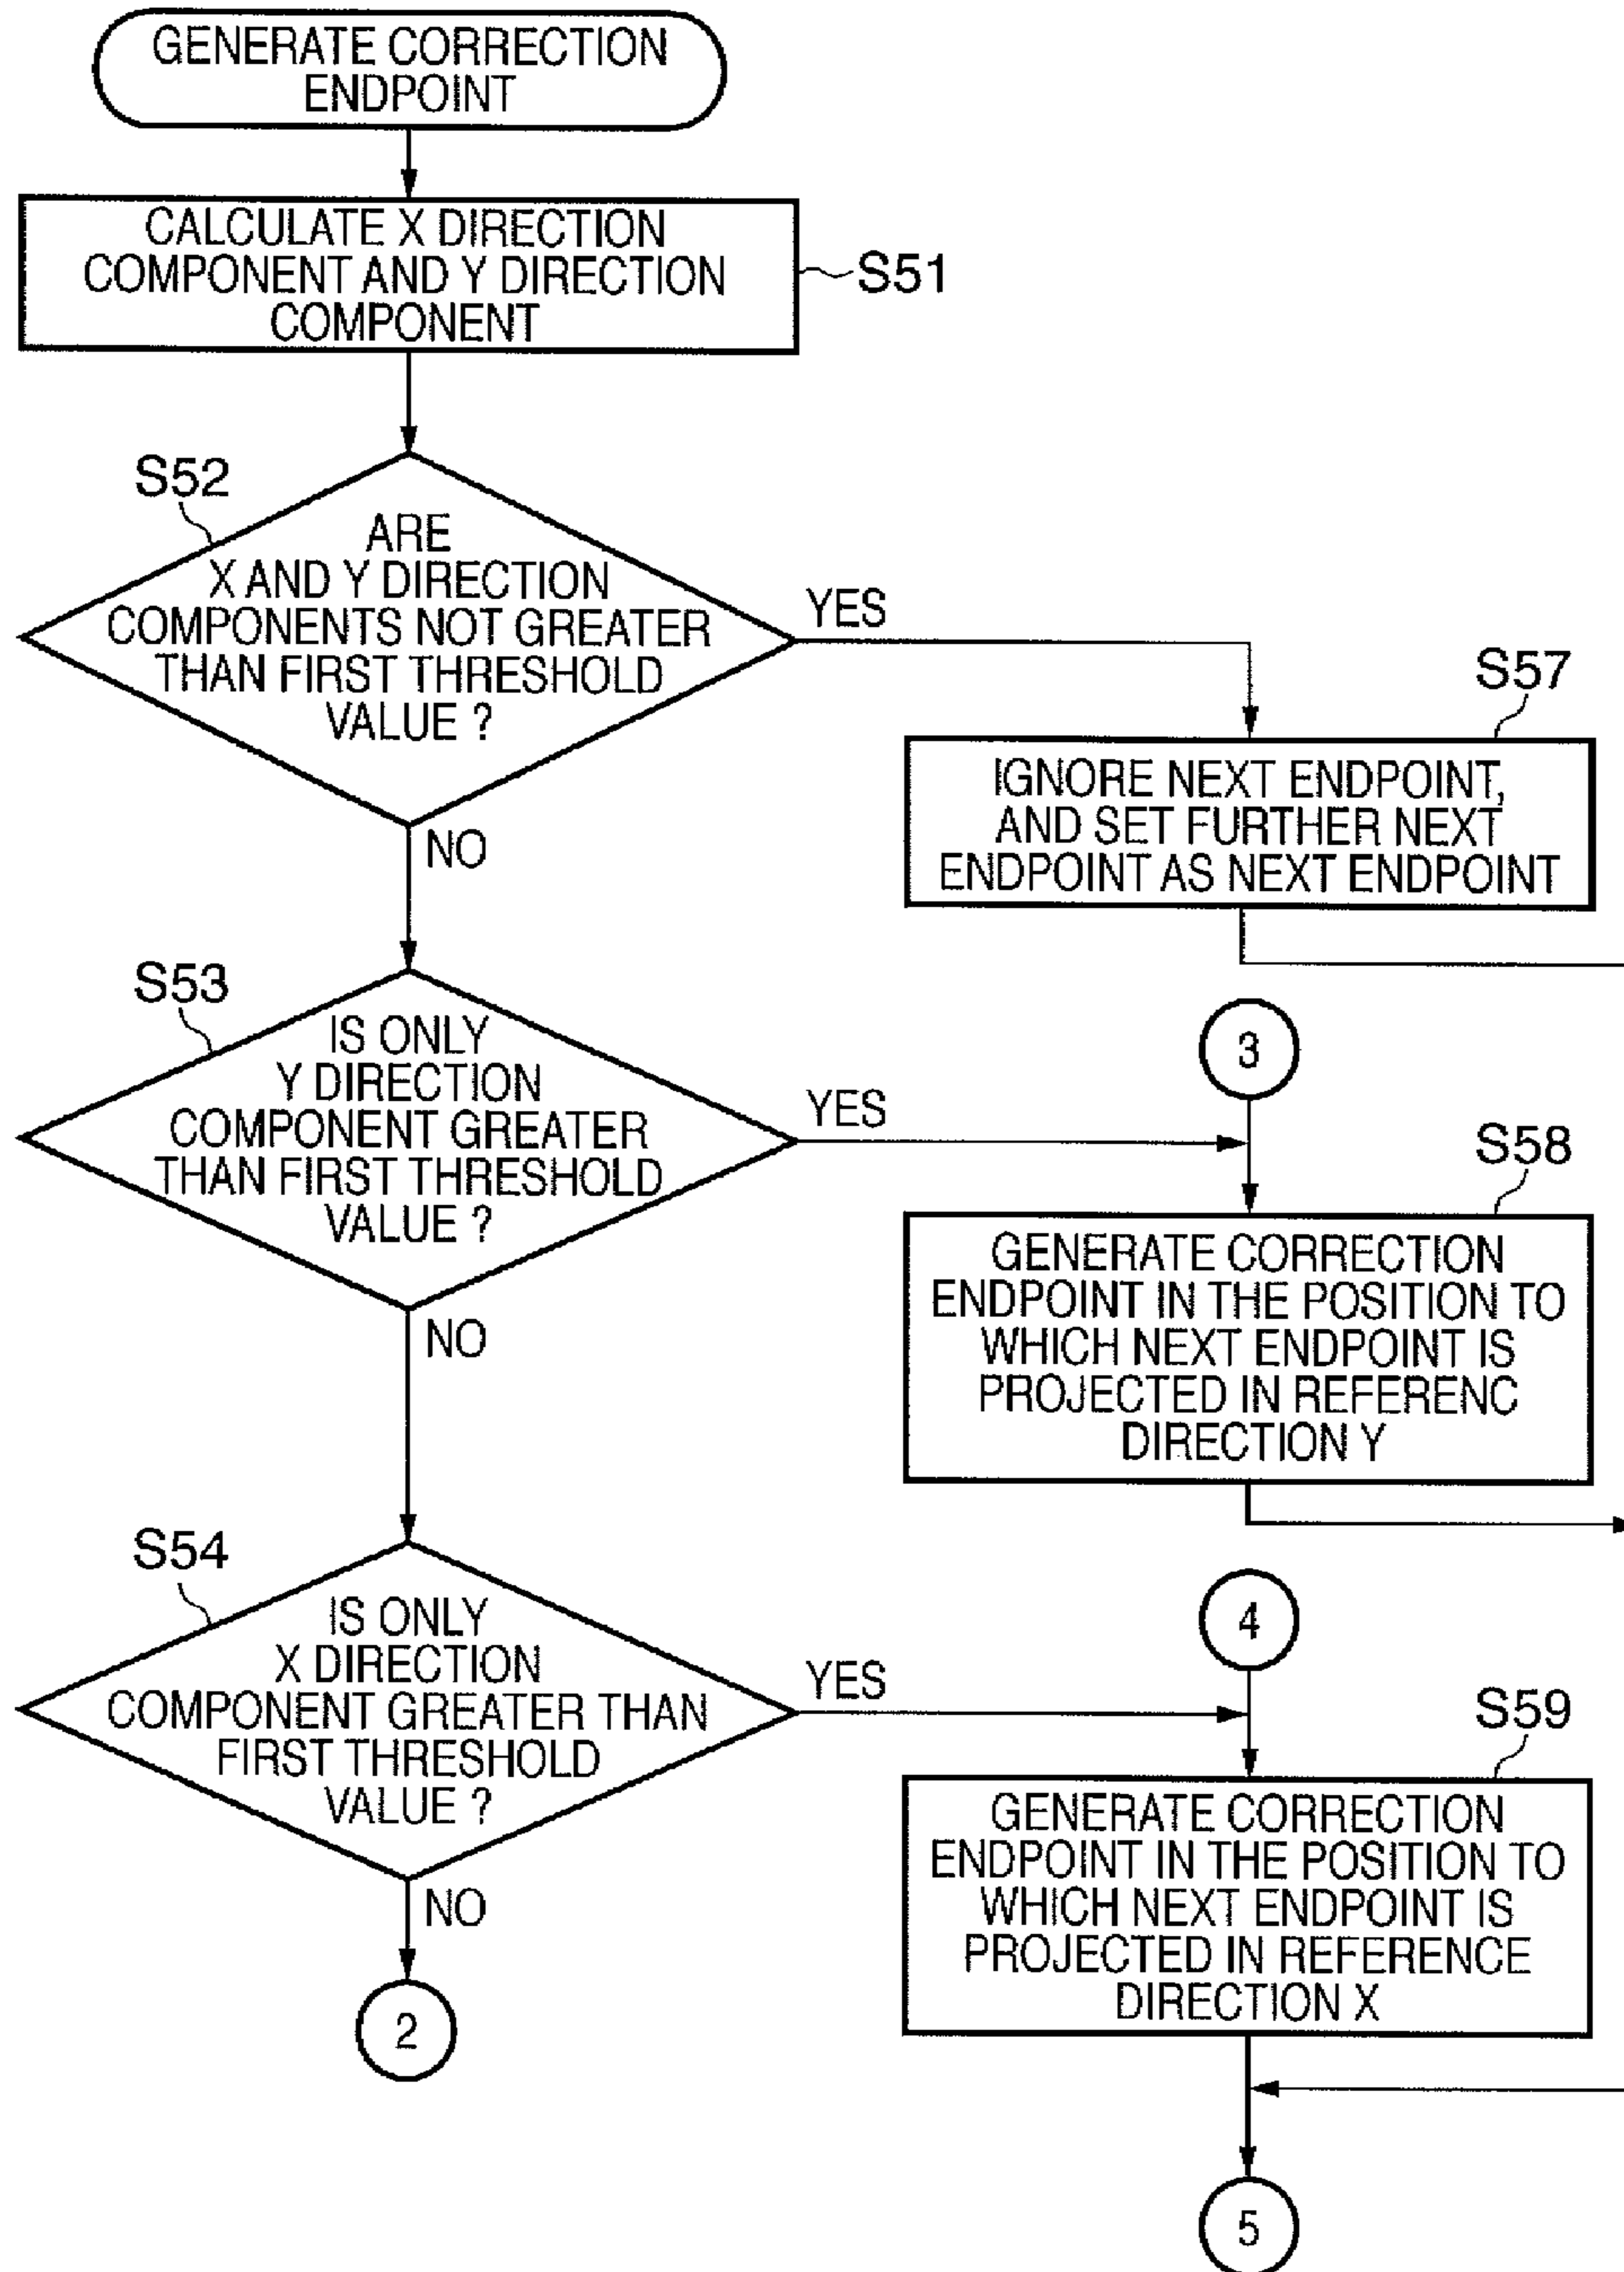 GENERATE CORRECTION
ENDPOINT
CALCULATE X DIRECTION
COMPONENT AND Y DIRECTION
COMPONENT
S51
S52
ARE
X AND Y DIRECTION
COMPONENTS NOT GREATER
THAN FIRST THRESHOLD
VALUE ?
YES
NO
S57
IGNORE NEXT ENDPOINT,
AND SET FURTHER NEXT
ENDPOINT AS NEXT ENDPOINT
S53
IS ONLY
Y DIRECTION
COMPONENT GREATER
THAN FIRST THRESHOLD
VALUE ?
YES
NO
3
S58
GENERATE CORRECTION
ENDPOINT IN THE POSITION TO
WHICH NEXT ENDPOINT IS
PROJECTED IN REFERENC
DIRECTION Y
S54
IS ONLY
X DIRECTION
COMPONENT GREATER THAN
FIRST THRESHOLD
VALUE ?
YES
NO
2
4
S59
GENERATE CORRECTION
ENDPOINT IN THE POSITION TO
WHICH NEXT ENDPOINT IS
PROJECTED IN REFERENCE
DIRECTION X
5